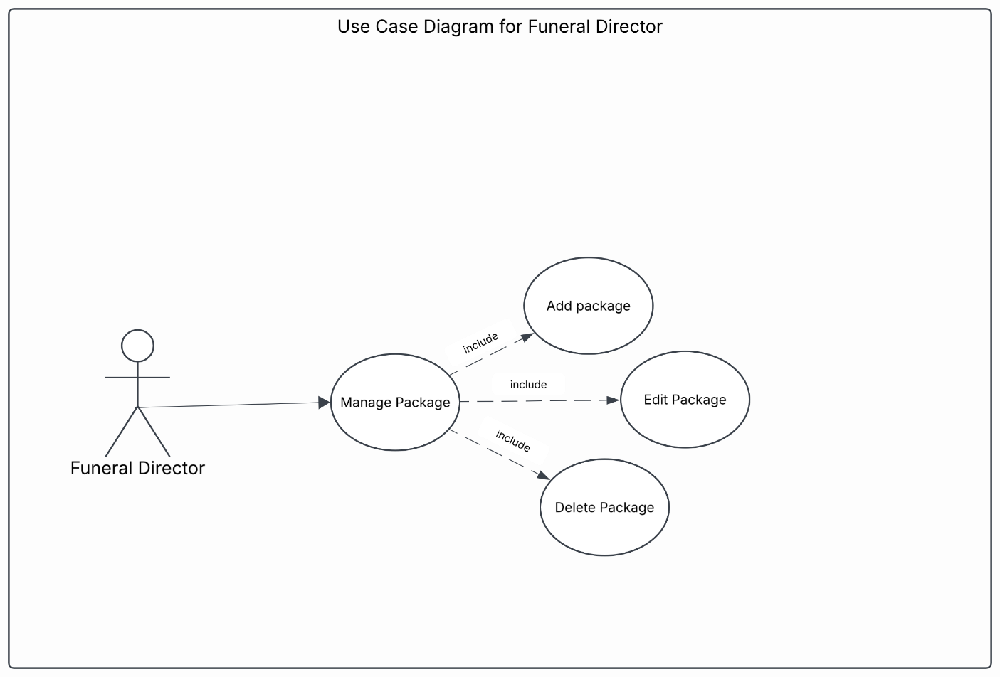 Use Case Diagram for Funeral Director
Add package
include
include
Edit Package
Manage Package
include
Funeral Director
Delete Package